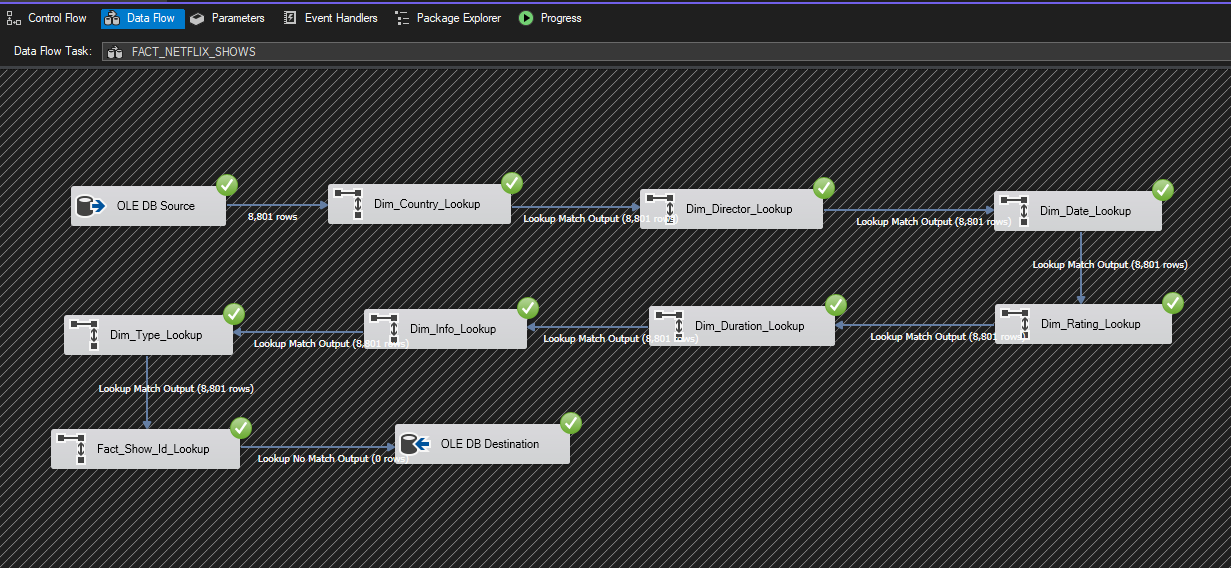 Control Flow Data Flow Parameters Event Handlers Package Explorer Progress
Data Flow Task: FACT_NETFLIX_SHOWS
OLE DB Source
8,801 rows
Dim_Country_Lookup
Lookup Match Output (8,801 rows)
Dim_Director_Lookup
Lookup Match Output (8,801 rows)
Dim_Date_Lookup
Lookup Match Output (8,801 rows)
Dim_Rating_Lookup
Lookup Match Output (8,801 rows)
Dim_Duration_Lookup
Lookup Match Output (8,801 rows)
Dim_Info_Lookup
Lookup Match Output (8,801 rows)
Dim_Type_Lookup
Lookup Match Output (8,801 rows)
Fact_Show_Id_Lookup
Lookup No Match Output (0 rows)
OLE DB Destination